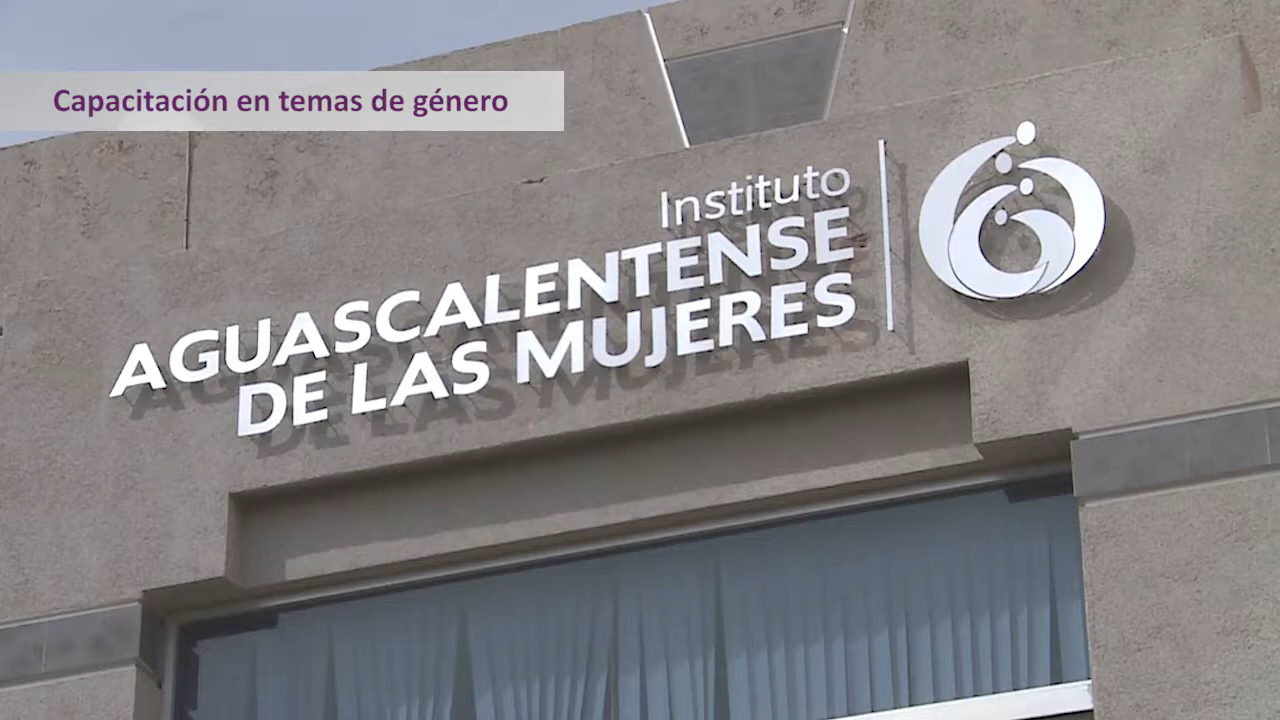 Capacitación en temas de género
Instituto
AGUASCALENTENSE
DE LAS MUJERES